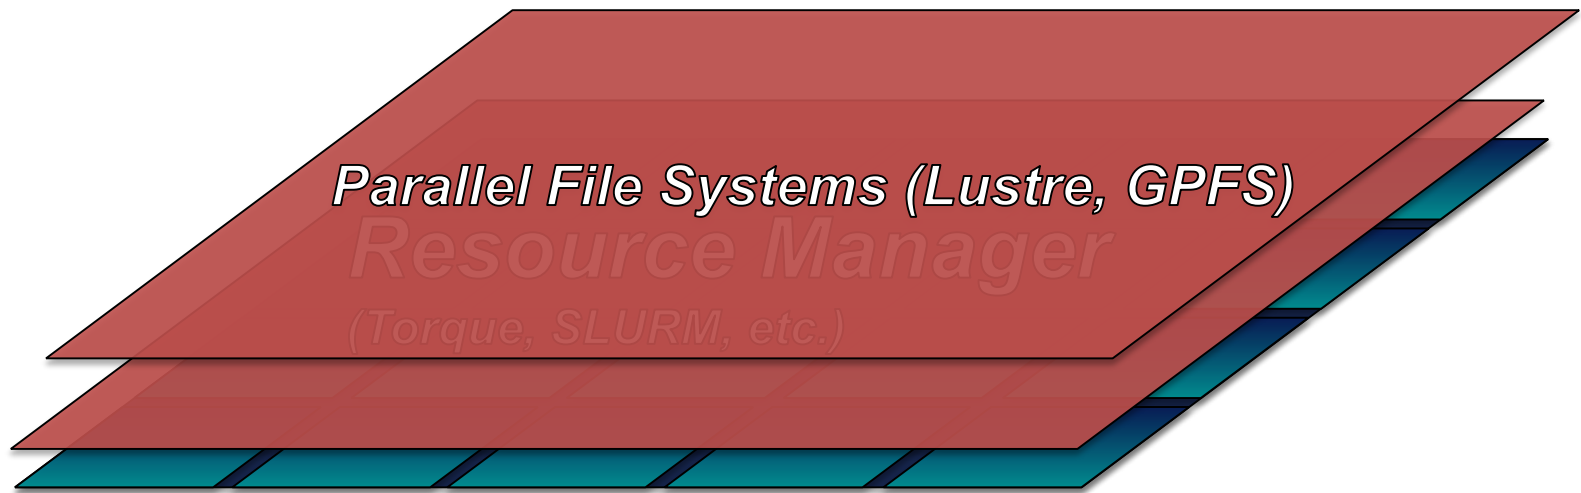 Parallel File Systems (Lustre, GPFS)
Resource Manager
(Torque, SLURM, etc.)